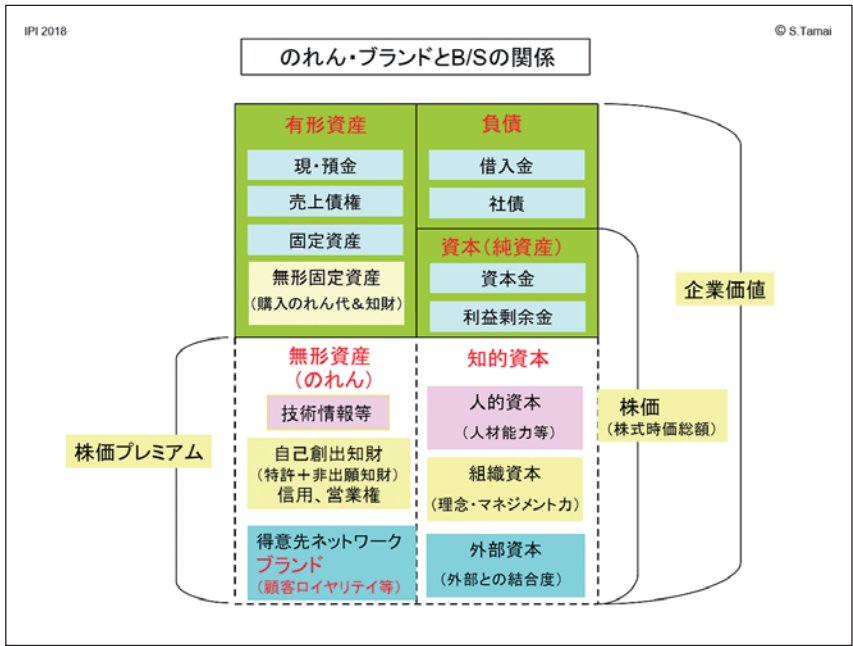 IPI 2018
© S.Tamai
のれん・ブランドとB/Sの関係
有形資産
現・預金
売上債権
固定資産
無形固定資産
(購入のれん代&知財)
負債
借入金
社債
資本(純資産)
資本金
利益剰余金
企業価値
無形資産
(のれん)
技術情報等
自己創出知財
(特許+非出願知財)
信用、営業権
得意先ネットワーク
ブランド
(顧客ロイヤリテイ等)
知的資本
人的資本
(人材能力等)
組織資本
(理念・マネジメント力)
外部資本
(外部との結合度)
株価
(株式時価総額)
株価プレミアム